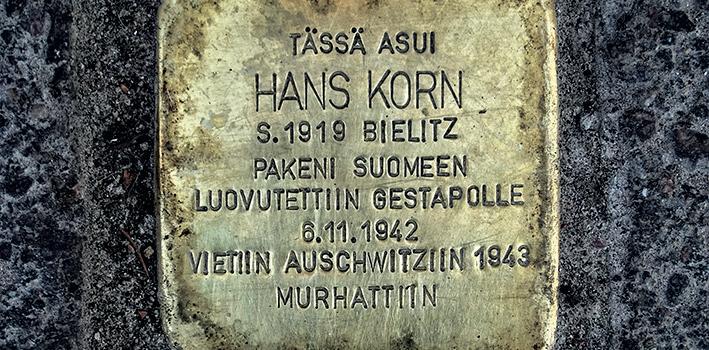 TÄSSÄ ASUI
HANS KORN
S.1919 BIELITZ
PAKENI SUOMEEN
LUOVUTETTIIN GESTAPOLLE
6.11.1942
VIETIIN AUSCHWITZIIN 1943
MURHATTIIN